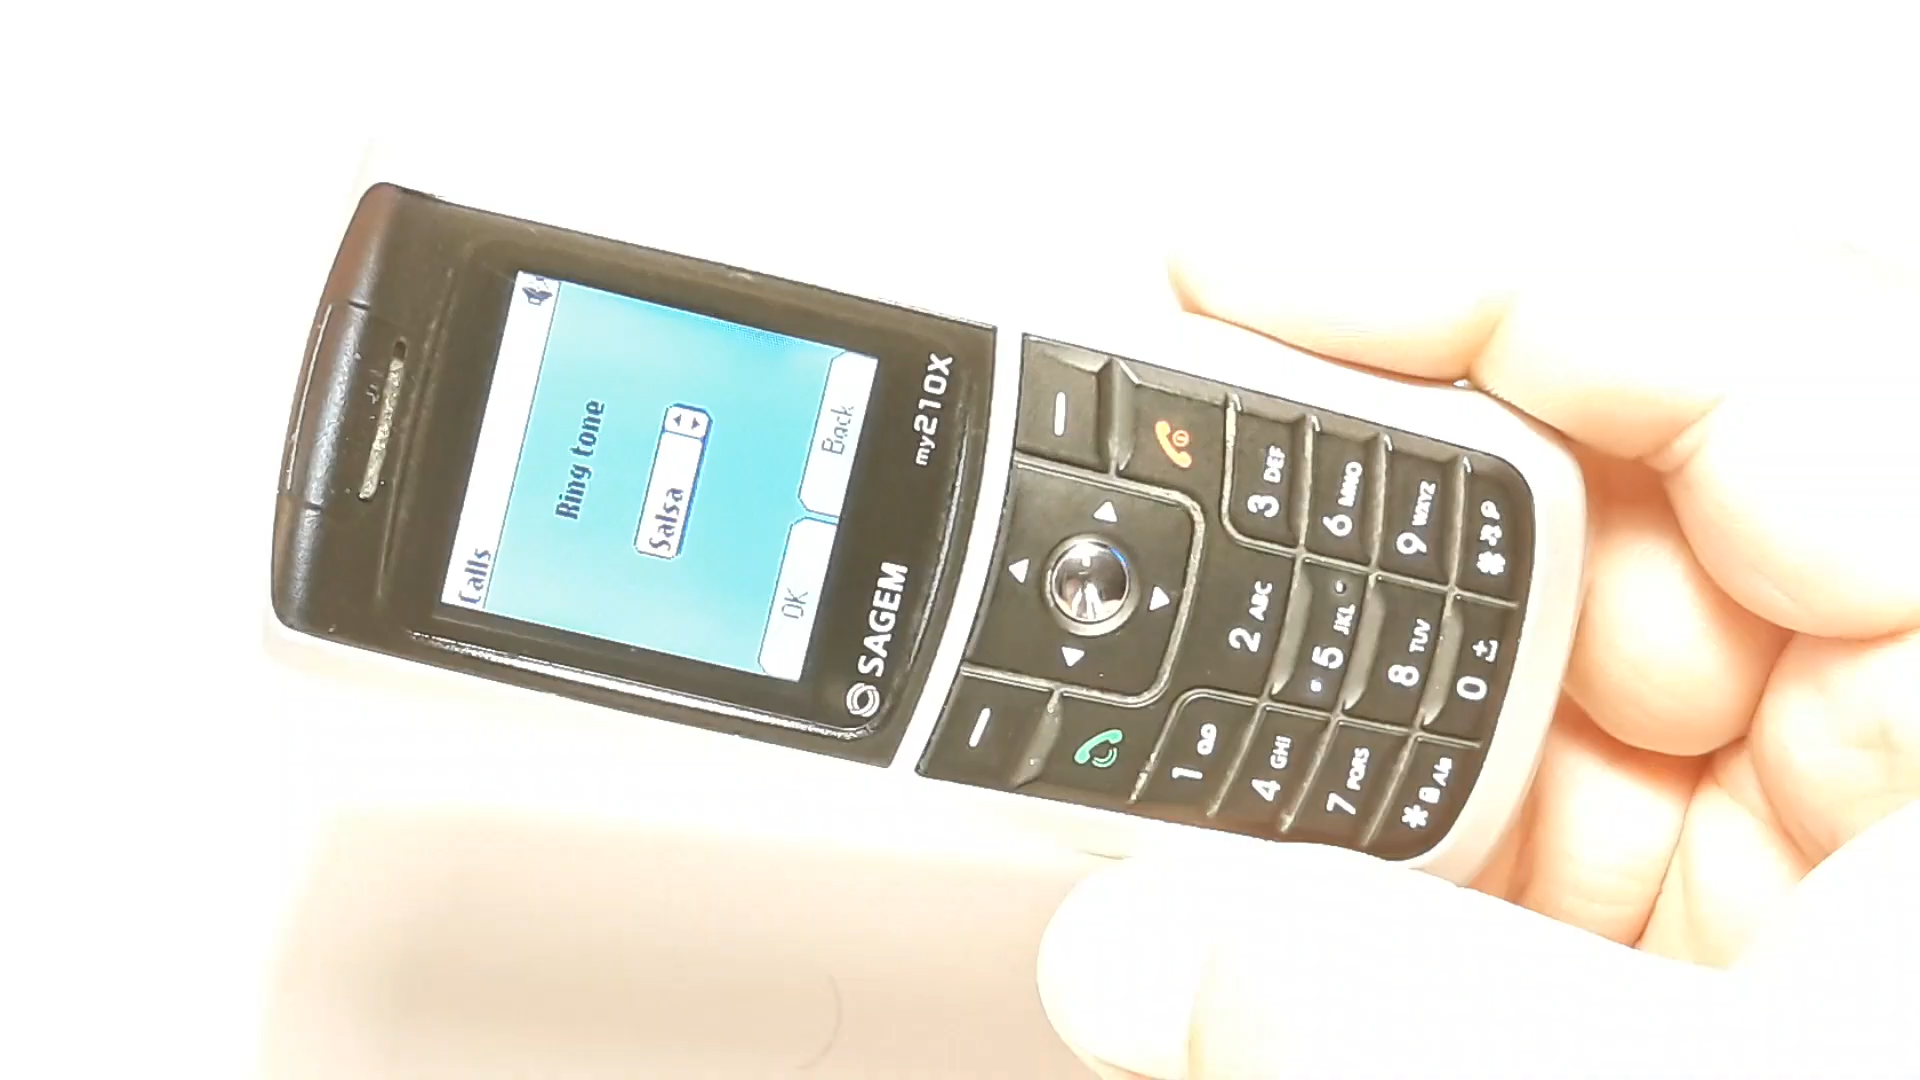 Calls
Ring tone
Salsa
OK
Back
SAGEM
my210X
1
2 ABC
3 DEF
4 GHI
5 JKL
6 MNO
7 PQRS
8 TUV
9 WXYZ
* A/a
0